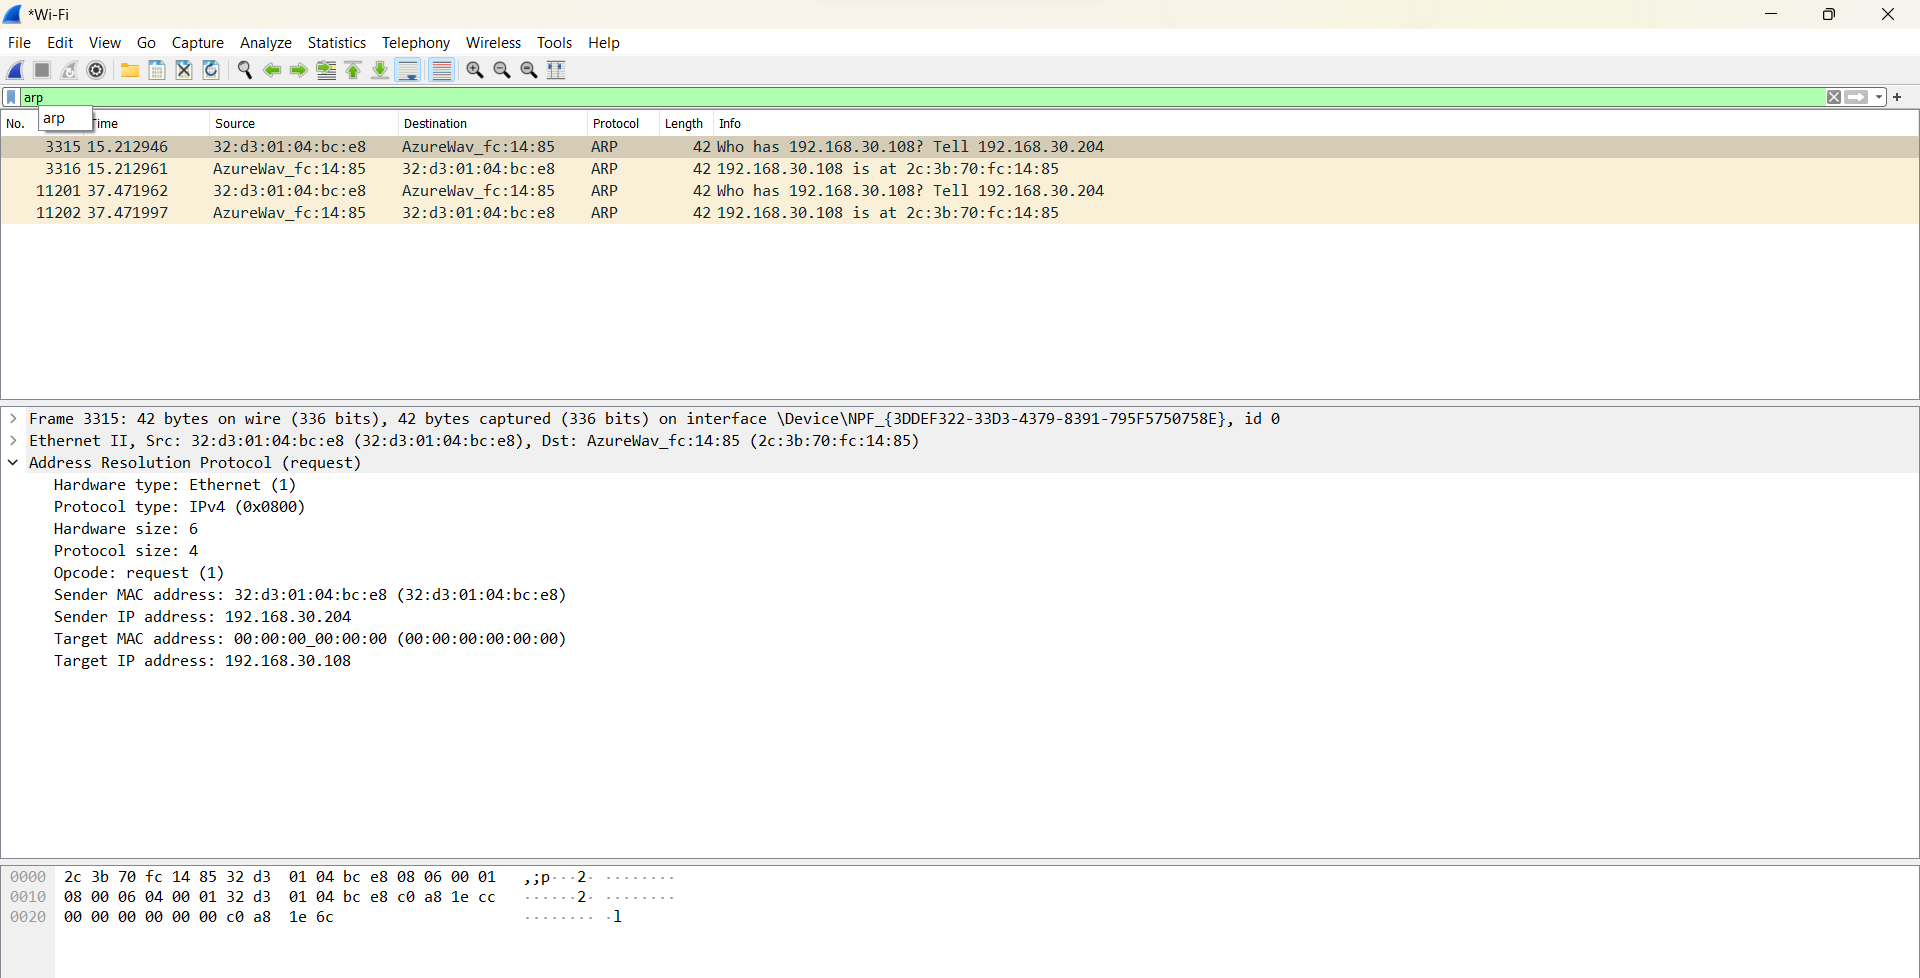 *Wi-Fi
File Edit View Go Capture Analyze Statistics Telephony Wireless Tools Help
arp
arp
No. Time Source Destination Protocol Length Info
3315 15.212946 32:d3:01:04:bc:e8 AzureWav_fc:14:85 ARP 42 Who has 192.168.30.108? Tell 192.168.30.204
3316 15.212961 AzureWav_fc:14:85 32:d3:01:04:bc:e8 ARP 42 192.168.30.108 is at 2c:3b:70:fc:14:85
11201 37.471962 32:d3:01:04:bc:e8 AzureWav_fc:14:85 ARP 42 Who has 192.168.30.108? Tell 192.168.30.204
11202 37.471997 AzureWav_fc:14:85 32:d3:01:04:bc:e8 ARP 42 192.168.30.108 is at 2c:3b:70:fc:14:85
Frame 3315: 42 bytes on wire (336 bits), 42 bytes captured (336 bits) on interface \Device\NPF_{3DDEF322-33D3-4379-8391-795F5750758E}, id 0
Ethernet II, Src: 32:d3:01:04:bc:e8 (32:d3:01:04:bc:e8), Dst: AzureWav_fc:14:85 (2c:3b:70:fc:14:85)
Address Resolution Protocol (request)
Hardware type: Ethernet (1)
Protocol type: IPv4 (0x0800)
Hardware size: 6
Protocol size: 4
Opcode: request (1)
Sender MAC address: 32:d3:01:04:bc:e8 (32:d3:01:04:bc:e8)
Sender IP address: 192.168.30.204
Target MAC address: 00:00:00_00:00:00 (00:00:00:00:00:00)
Target IP address: 192.168.30.108
0000 2c 3b 70 fc 14 85 32 d3 01 04 bc e8 08 06 00 01 ,;p···2· ········
0010 08 00 06 04 00 01 32 d3 01 04 bc e8 c0 a8 1e cc ······2· ········
0020 00 00 00 00 00 00 c0 a8 1e 6c ········ ·l